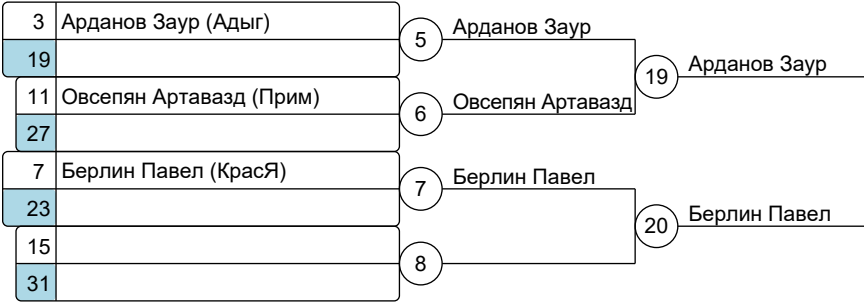 3 Арданов Заур (Адыг)
19
5 Арданов Заур
11 Овсепян Артавазд (Прим)
27
6 Овсепян Артавазд
19 Арданов Заур
7 Берлин Павел (КрасЯ)
23
7 Берлин Павел
15
31
8
20 Берлин Павел